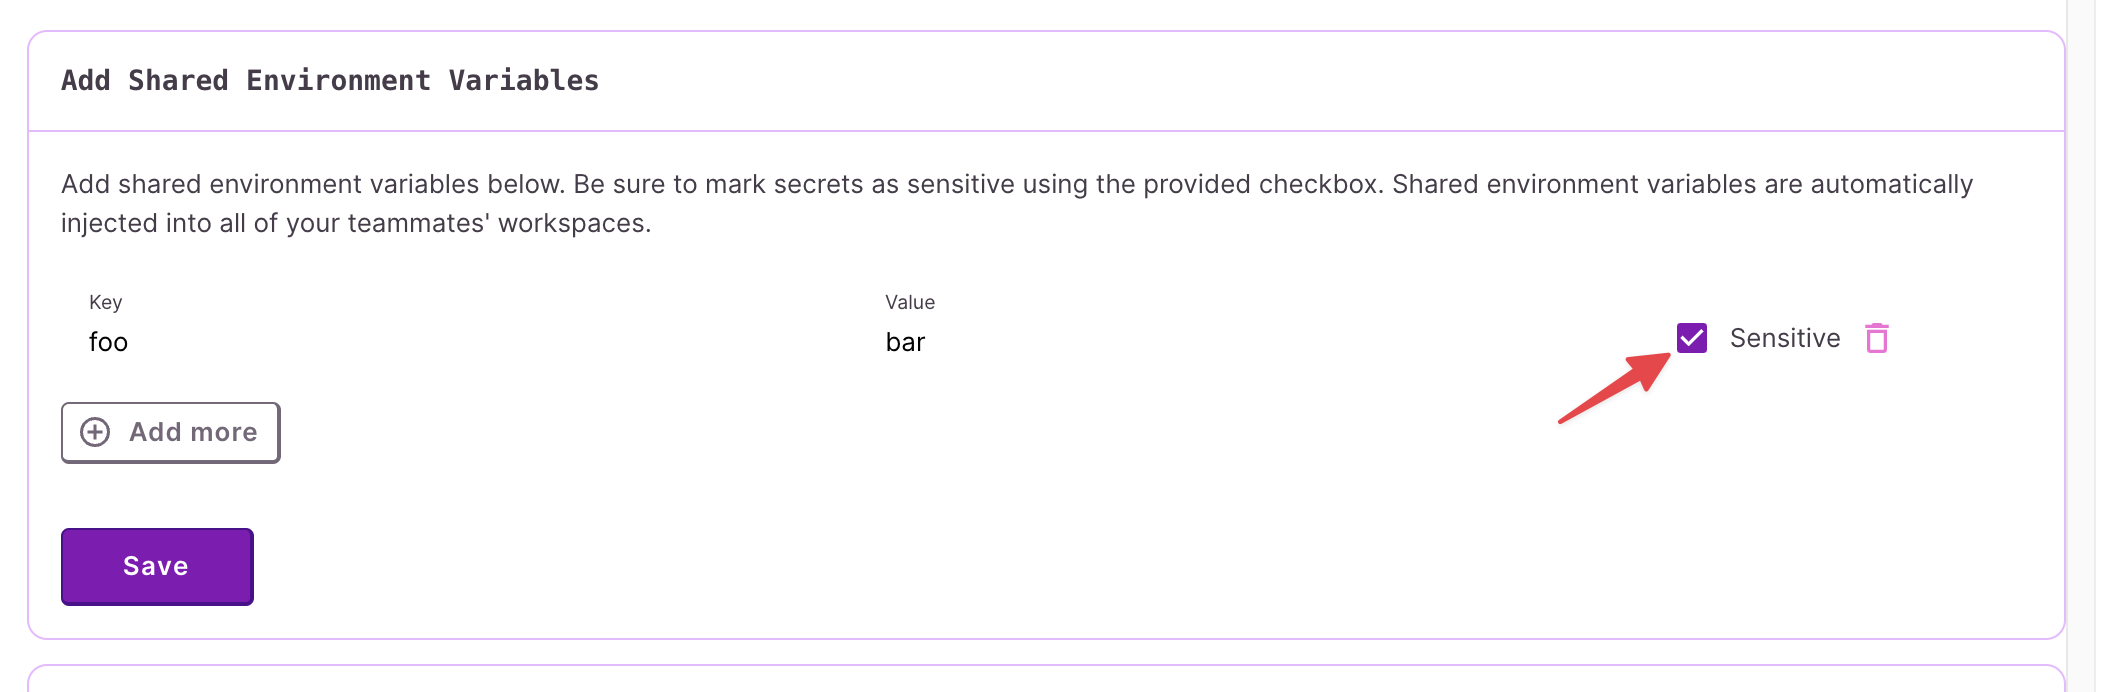 Add Shared Environment Variables
Add shared environment variables below. Be sure to mark secrets as sensitive using the provided checkbox. Shared environment variables are automatically
injected into all of your teammates' workspaces.
Key
Value
foo
bar
Sensitive
Add more
Save